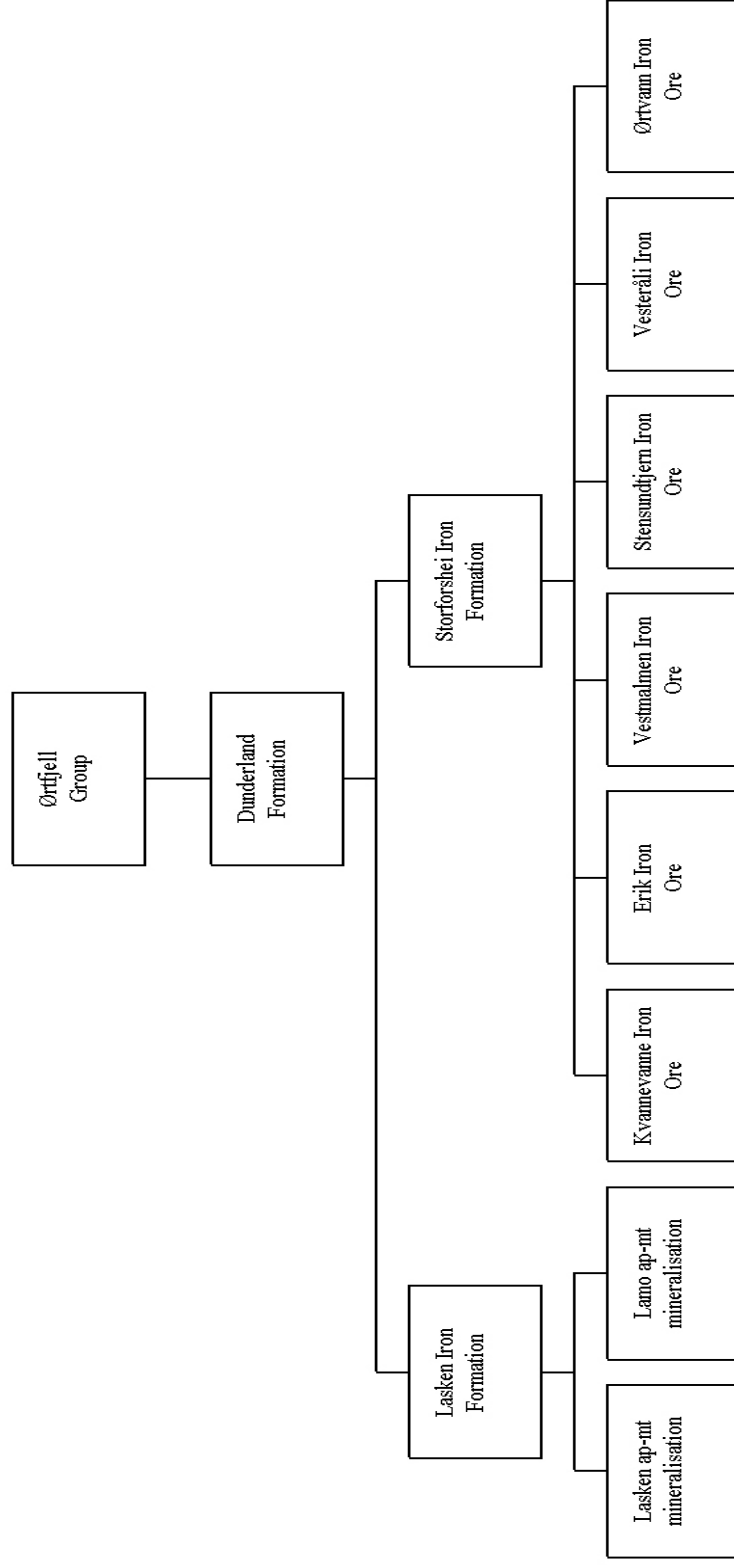 Ørtfjell
Group
Dunderland
Formation
Lasken Iron
Formation
Storforshei Iron
Formation
Lasken ap-mt
mineralisation
Lamo ap-mt
mineralisation
Kvannevanne Iron
Ore
Erik Iron
Ore
Vestmalmen Iron
Ore
Stensundtjern Iron
Ore
Vesteråli Iron
Ore
Ørtvann Iron
Ore